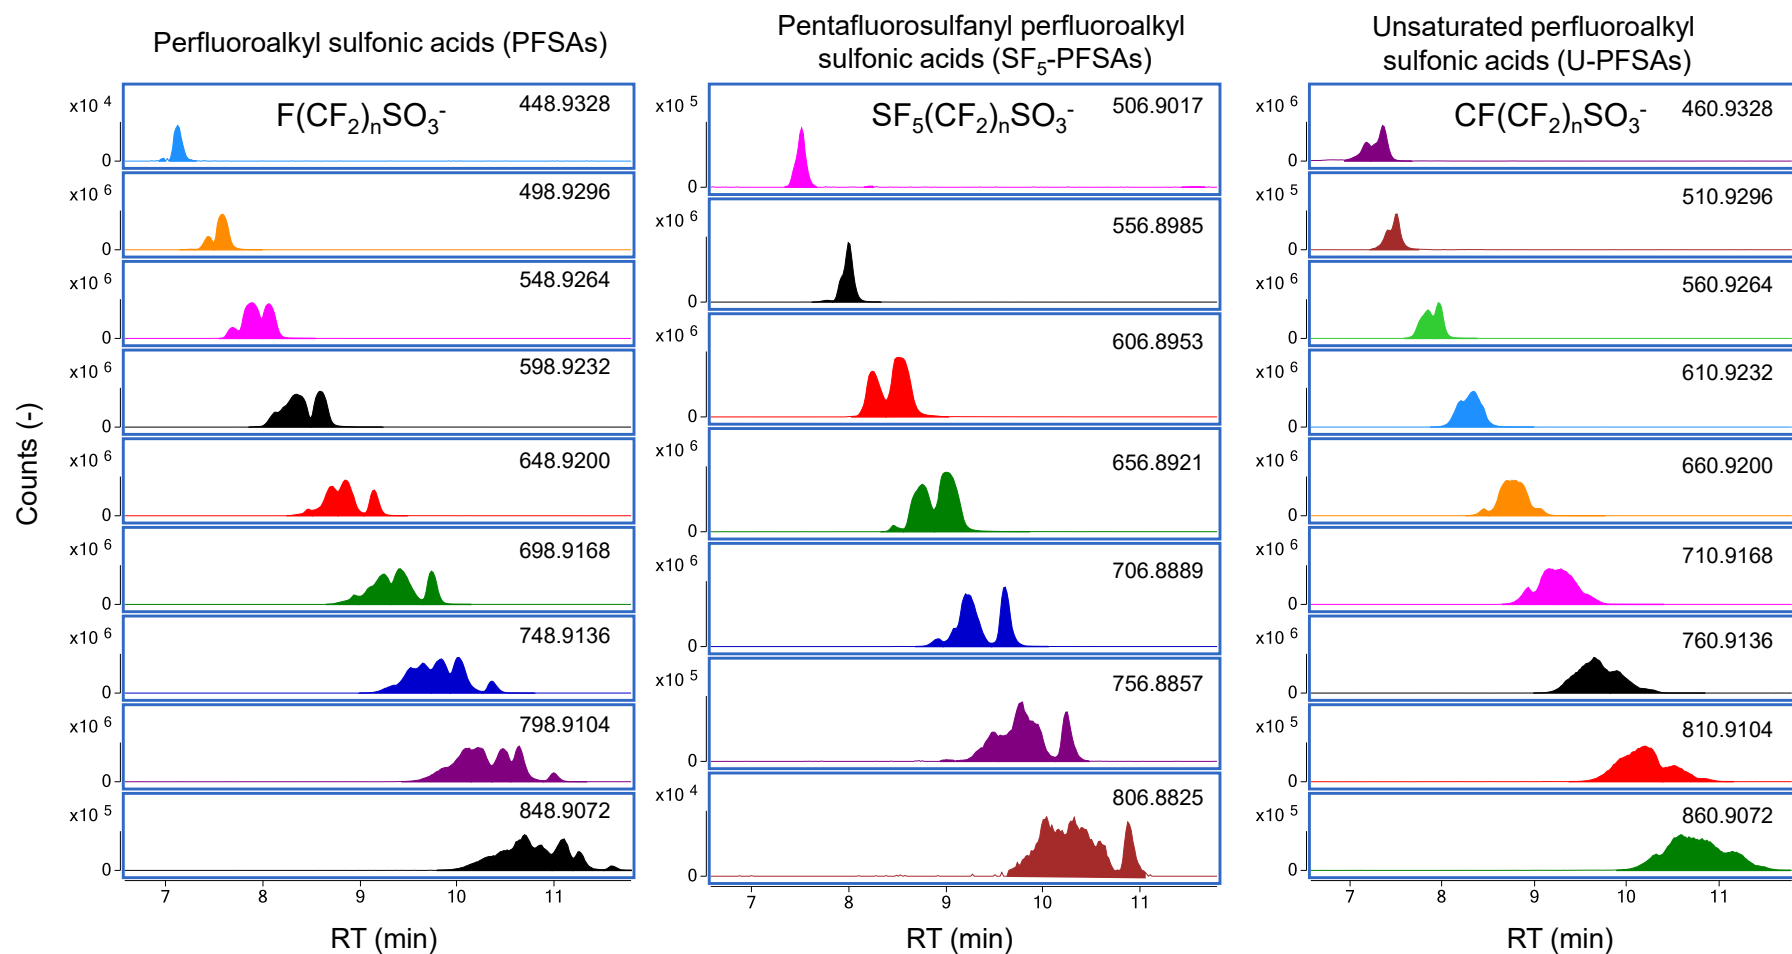 Perfluoroalkyl sulfonic acids (PFSAs)
Counts (-)
F(CF₂)ₙSO₃⁻
x10 4
448.9328
0
x10 6
498.9296
0
x10 6
548.9264
0
x10 6
598.9232
0
x10 6
648.9200
0
x10 6
698.9168
0
x10 6
748.9136
0
x10 6
798.9104
0
x10 5
848.9072
0
7 8 9 10 11
RT (min)
Pentafluorosulfanyl perfluoroalkyl
sulfonic acids (SF₅-PFSAs)
SF₅(CF₂)ₙSO₃⁻
x10 5
506.9017
0
x10 6
556.8985
0
x10 6
606.8953
0
x10 6
656.8921
0
x10 6
706.8889
0
x10 5
756.8857
0
x10 4
806.8825
0
7 8 9 10 11
RT (min)
Unsaturated perfluoroalkyl
sulfonic acids (U-PFSAs)
CF(CF₂)ₙSO₃⁻
x10 6
460.9328
0
x10 5
510.9296
0
x10 6
560.9264
0
x10 6
610.9232
0
x10 6
660.9200
0
x10 6
710.9168
0
x10 6
760.9136
0
x10 5
810.9104
0
x10 5
860.9072
0
7 8 9 10 11
RT (min)